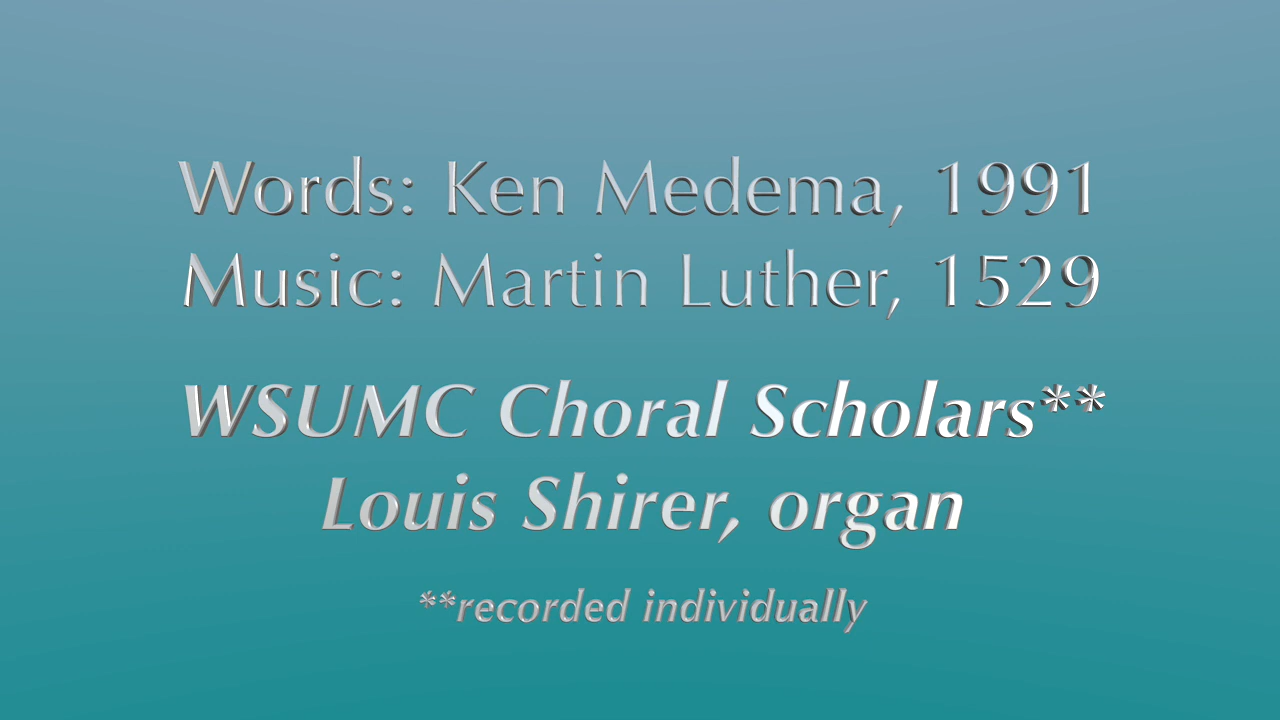 Words: Ken Medema, 1991
Music: Martin Luther, 1529
WSUMC Choral Scholars**
Louis Shirer, organ
**recorded individually